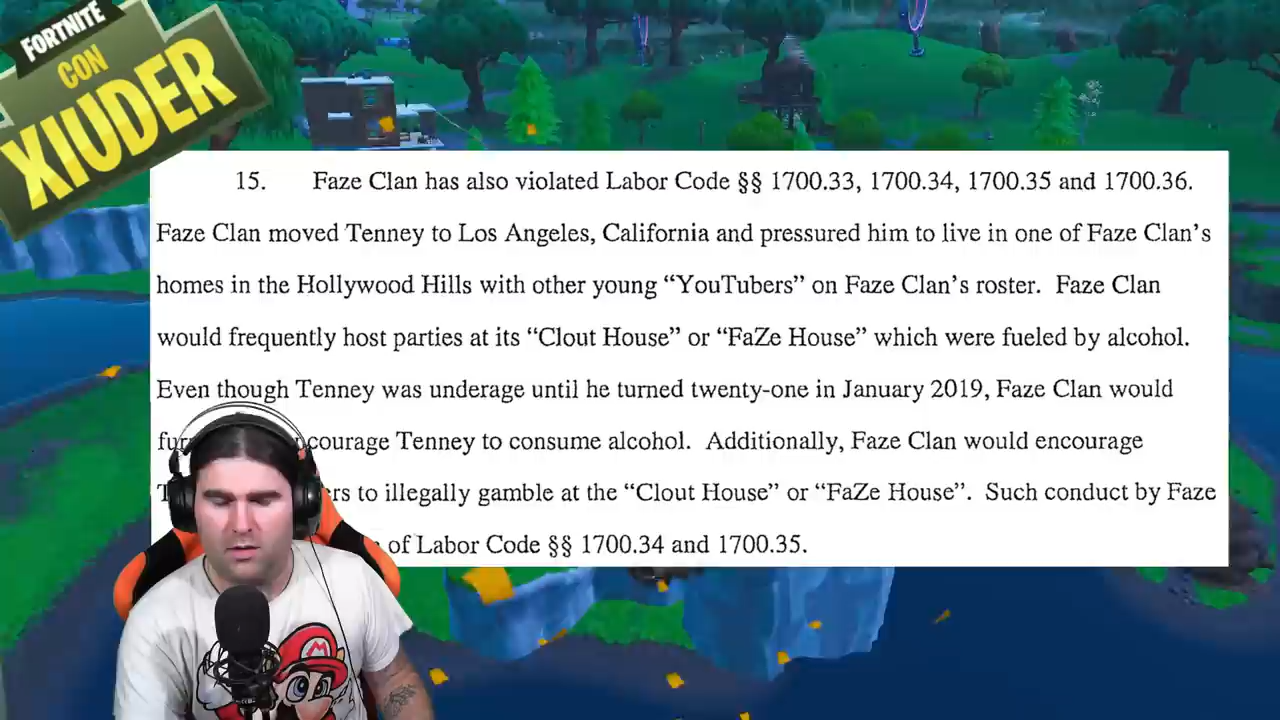 FORTNITE
CON
XIUDER
15. Faze Clan has also violated Labor Code §§ 1700.33, 1700.34, 1700.35 and 1700.36.
Faze Clan moved Tenney to Los Angeles, California and pressured him to live in one of Faze Clan’s
homes in the Hollywood Hills with other young “YouTubers” on Faze Clan’s roster. Faze Clan
would frequently host parties at its “Clout House” or “FaZe House” which were fueled by alcohol.
Even though Tenney was underage until he turned twenty-one in January 2019, Faze Clan would
courage Tenney to consume alcohol. Additionally, Faze Clan would encourage
to illegally gamble at the “Clout House” or “FaZe House”. Such conduct by Faze
of Labor Code §§ 1700.34 and 1700.35.
M